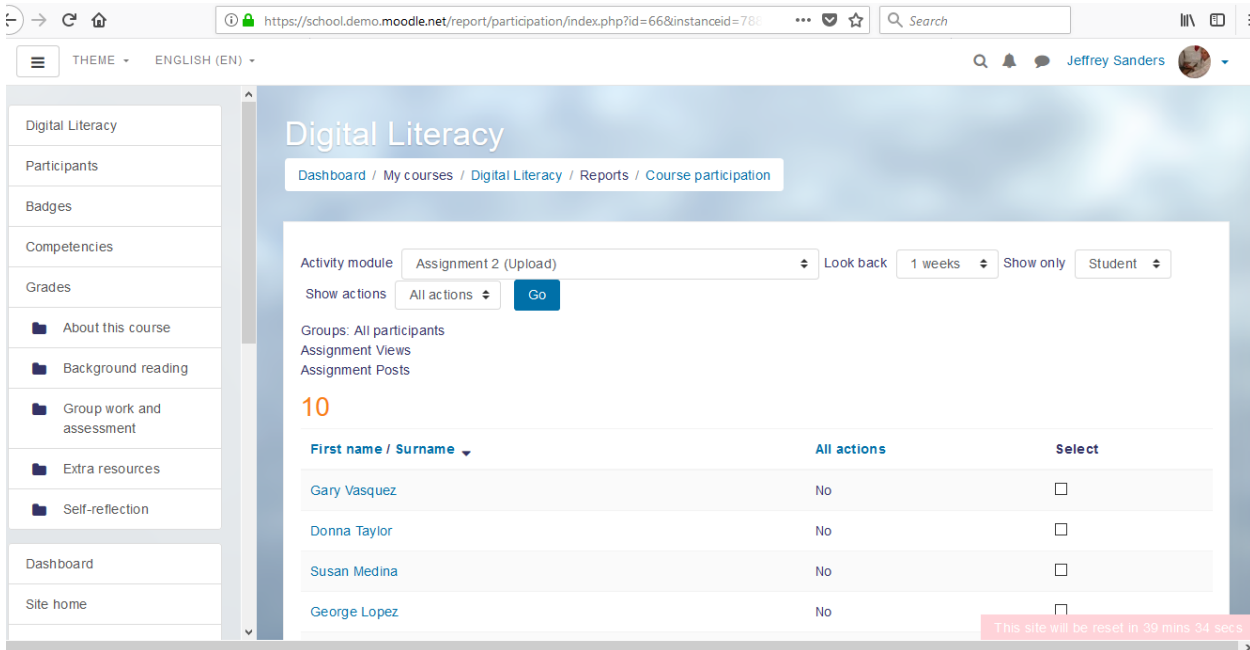 https://school.demo.moodle.net/report/participation/index.php?id=66&instanceid=788
Search
THEME
ENGLISH (EN)
Jeffrey Sanders
Digital Literacy
Participants
Badges
Competencies
Grades
About this course
Background reading
Group work and
assessment
Extra resources
Self-reflection
Dashboard
Site home
Digital Literacy
Dashboard / My courses / Digital Literacy / Reports / Course participation
Activity module Assignment 2 (Upload) Look back 1 weeks Show only Student
Show actions All actions Go
Groups: All participants
Assignment Views
Assignment Posts
10
First name / Surname All actions Select
Gary Vasquez No
Donna Taylor No
Susan Medina No
George Lopez No
This site will be reset in 39 mins 34 secs